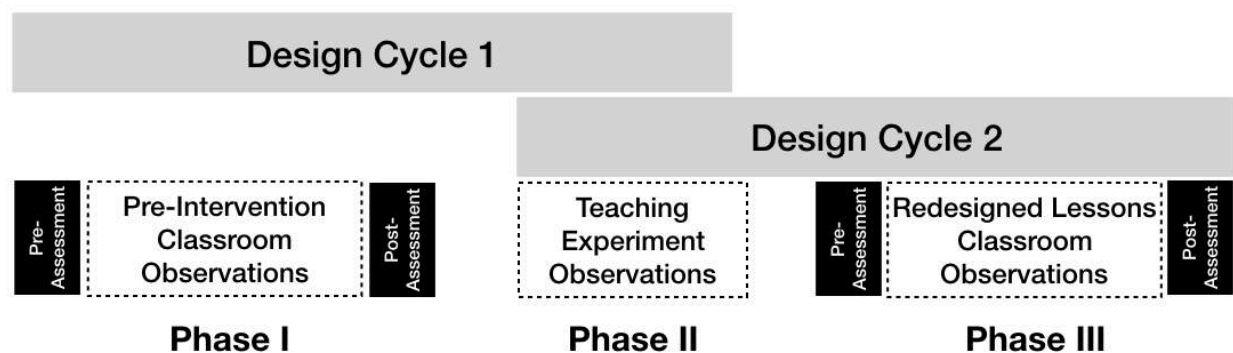 Design Cycle 1
Design Cycle 2
Pre-
Assessment
Pre-Intervention
Classroom
Observations
Post-
Assessment
Teaching
Experiment
Observations
Pre-
Assessment
Redesigned Lessons
Classroom
Observations
Post-
Assessment
Phase I
Phase II
Phase III